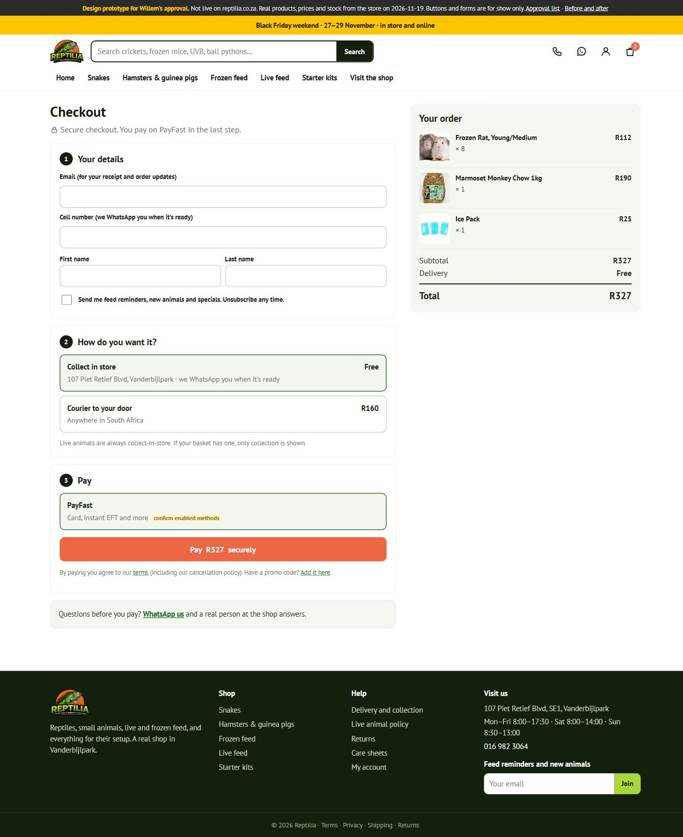 Design prototype for Willem's approval. Not live on reptilia.co.za. Real products, prices and stock from the store on 2026-11-19. Buttons and forms are for show only. Approval list · Before and after
Black Friday weekend · 27–29 November · in store and online
REPTILIA
Search crickets, frozen mice, UVB, ball pythons...
Search
2
Home Snakes Hamsters & guinea pigs Frozen feed Live feed Starter kits Visit the shop
Checkout
Secure checkout. You pay on PayFast in the last step.
1 Your details
Email (for your receipt and order updates)
Cell number (we WhatsApp you when it's ready)
First name Last name
Send me feed reminders, new animals and specials. Unsubscribe any time.
2 How do you want it?
Collect in store Free
107 Piet Retief Blvd, Vanderbijlpark · we WhatsApp you when it's ready
Courier to your door R160
Anywhere in South Africa
Live animals are always collect-in-store. If your basket has one, only collection is shown.
3 Pay
PayFast
Card, Instant EFT and more confirm enabled methods
Pay R327 securely
By paying you agree to our terms (including our cancellation policy). Have a promo code? Add it here.
Questions before you pay? WhatsApp us and a real person at the shop answers.
Your order
Frozen Rat, Young/Medium R112
× 8
Marmoset Monkey Chow 1kg R190
× 1
Ice Pack R25
× 1
Subtotal R327
Delivery Free
Total R327
REPTILIA
Reptiles, small animals, live and frozen feed, and
everything for their setup. A real shop in
Vanderbijlpark.
Shop
Snakes
Hamsters & guinea pigs
Frozen feed
Live feed
Starter kits
Help
Delivery and collection
Live animal policy
Returns
Care sheets
My account
Visit us
107 Piet Retief Blvd, SE1, Vanderbijlpark
Mon–Fri 8:00–17:30 · Sat 8:00–14:00 · Sun
8:30–13:00
016 982 3064
Feed reminders and new animals
Your email
Join
© 2026 Reptilia · Terms · Privacy · Shipping · Returns